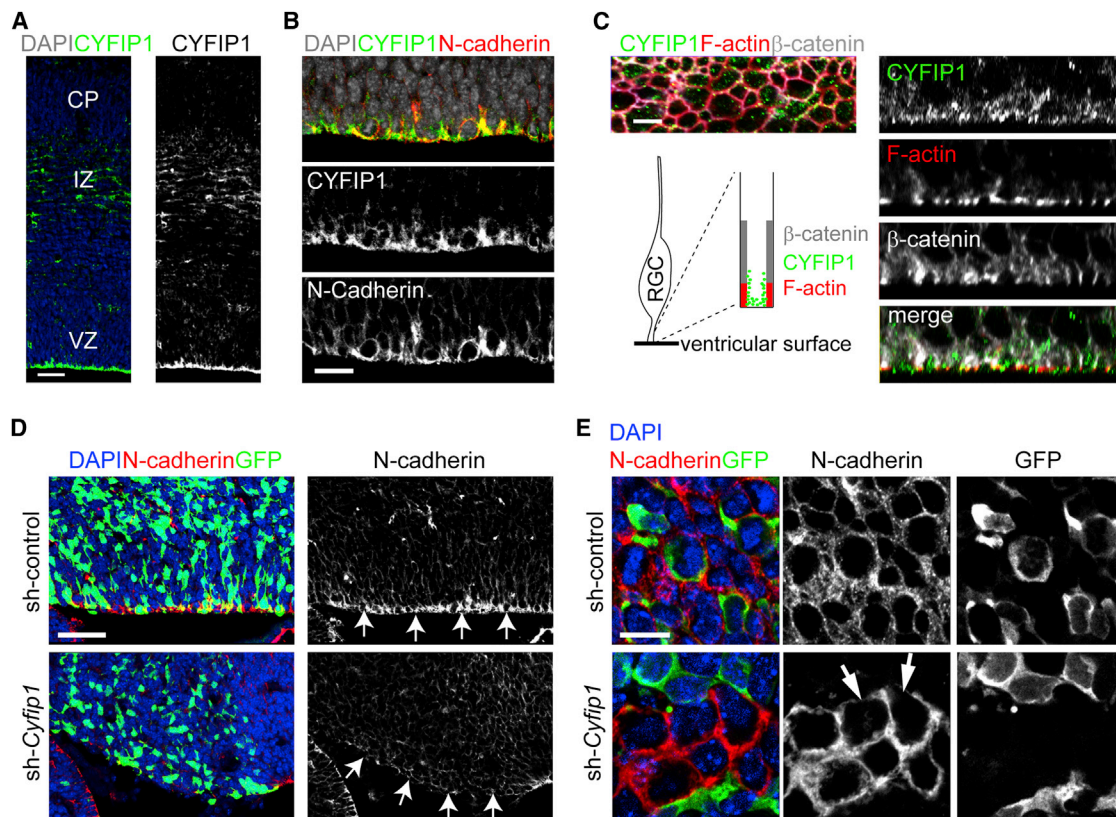 A
DAPICYFIP1
CYFIP1
CP
IZ
VZ
B
DAPICYFIP1N-cadherin
CYFIP1
N-Cadherin
C
CYFIP1F-actinβ-catenin
RGC
β-catenin
CYFIP1
F-actin
ventricular surface
CYFIP1
F-actin
β-catenin
merge
D
DAPIN-cadherinGFP
N-cadherin
sh-control
sh-Cyfip1
E
DAPI
N-cadherinGFP
N-cadherin
GFP
sh-control
sh-Cyfip1